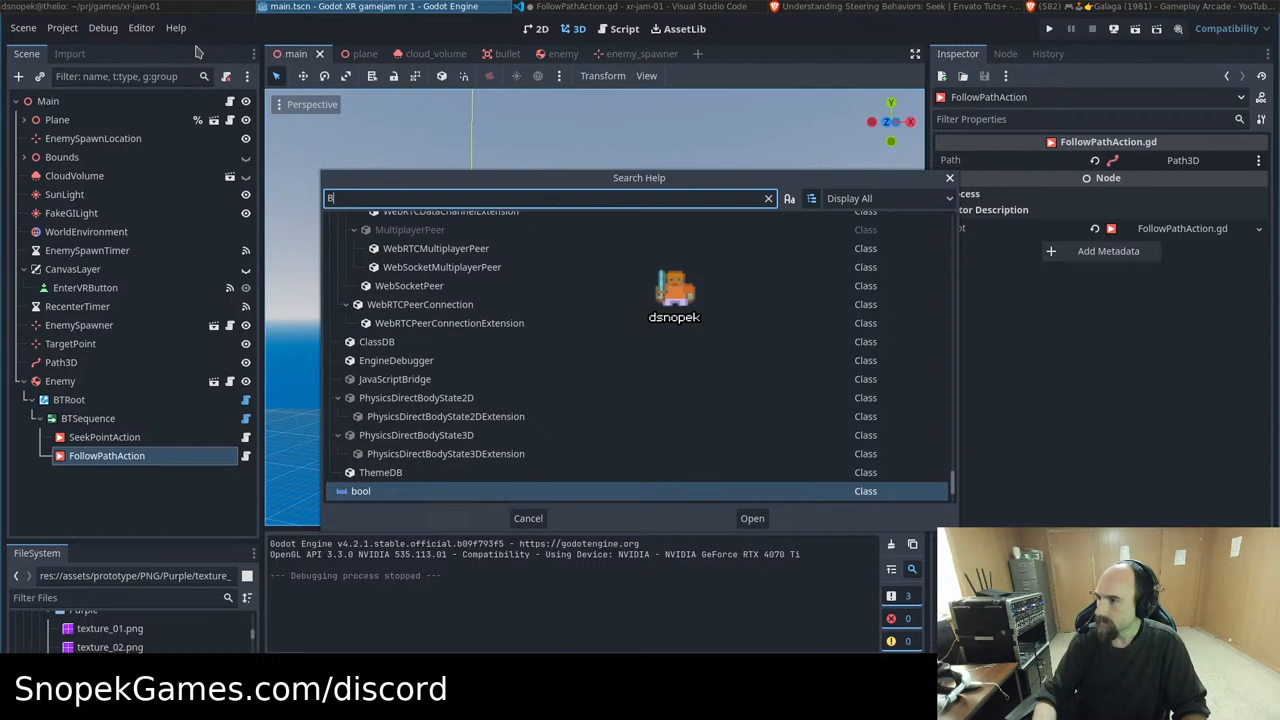 dsnopek@thelio: ~/prj/games/xr-jam-01
main.tscn - Godot XR gamejam nr 1 - Godot Engine
● FollowPathAction.gd - xr-jam-01 - Visual Studio Code
Understanding Steering Behaviors: Seek | Envato Tuts+ - ...
Galaga (1981) - Gameplay Arcade - YouTu...
Scene Project Debug Editor Help
2D 3D Script AssetLib
Compatibility
Scene Import
main plane cloud_volume bullet enemy enemy_spawner
Inspector Node History
Filter: name, t:type, g:group
Transform View
Main
Plane
EnemySpawnLocation
Bounds
CloudVolume
SunLight
FakeGILight
WorldEnvironment
EnemySpawnTimer
CanvasLayer
EnterVRButton
RecenterTimer
EnemySpawner
TargetPoint
Path3D
Enemy
BTRoot
BTSequence
SeekPointAction
FollowPathAction
Perspective
Y
Z
X
Search Help
B
Aa
Display All
WebRTCDataChannelExtension Class
MultiplayerPeer Class
WebRTCMultiplayerPeer Class
WebSocketMultiplayerPeer Class
WebSocketPeer Class
WebRTCPeerConnection Class
WebRTCPeerConnectionExtension Class
ClassDB Class
EngineDebugger Class
JavaScriptBridge Class
PhysicsDirectBodyState2D Class
PhysicsDirectBodyState2DExtension Class
PhysicsDirectBodyState3D Class
PhysicsDirectBodyState3DExtension Class
ThemeDB Class
bool bool Class
Cancel Open
dsnopek
FollowPathAction
Filter Properties
FollowPathAction.gd
Path Path3D
Node
FollowPathAction.gd
Add Metadata
FileSystem
res://assets/prototype/PNG/Purple/texture_
Filter Files
Purple
texture_01.png
texture_02.png
Godot Engine v4.2.1.stable.official.b09f793f5 - https://godotengine.org
OpenGL API 3.3.0 NVIDIA 535.113.01 - Compatibility - Using Device: NVIDIA - NVIDIA GeForce RTX 4070 Ti
--- Debugging process stopped ---
3
0
0
SnopekGames.com/discord